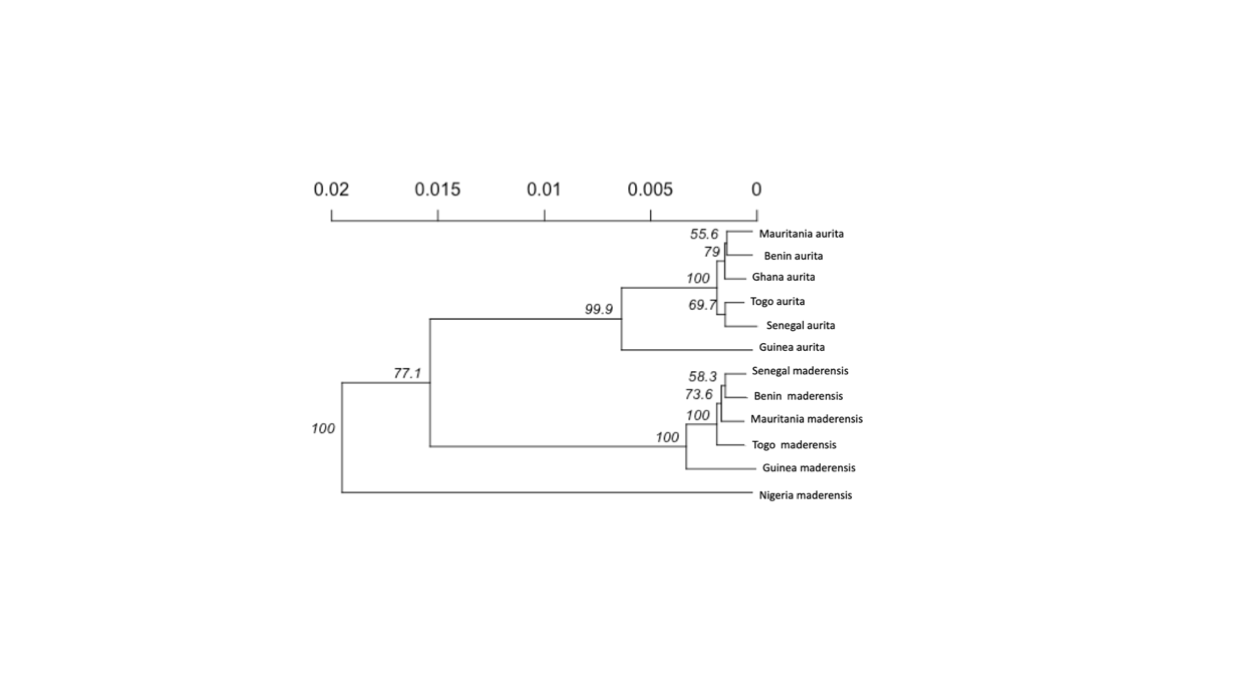 0.02 0.015 0.01 0.005 0
55.6 Mauritania aurita
79 Benin aurita
100 Ghana aurita
69.7 Togo aurita
Senegal aurita
99.9 Guinea aurita
77.1 Senegal maderensis
58.3
73.6 Benin maderensis
100 Mauritania maderensis
100 Togo maderensis
Guinea maderensis
100 Nigeria maderensis